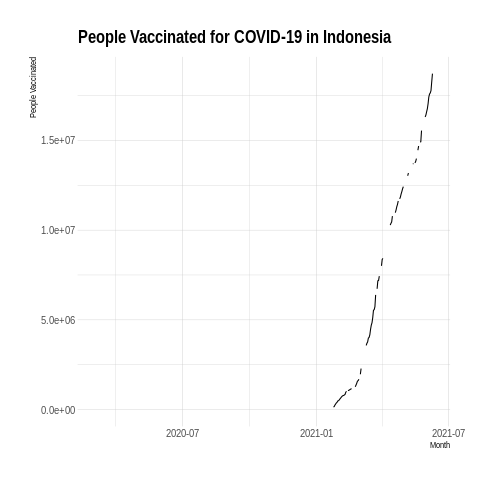 People Vaccinated for COVID-19 in Indonesia
People Vaccinated
1.5e+07
1.0e+07
5.0e+06
0.0e+00
2020-07
2021-01
2021-07
Month